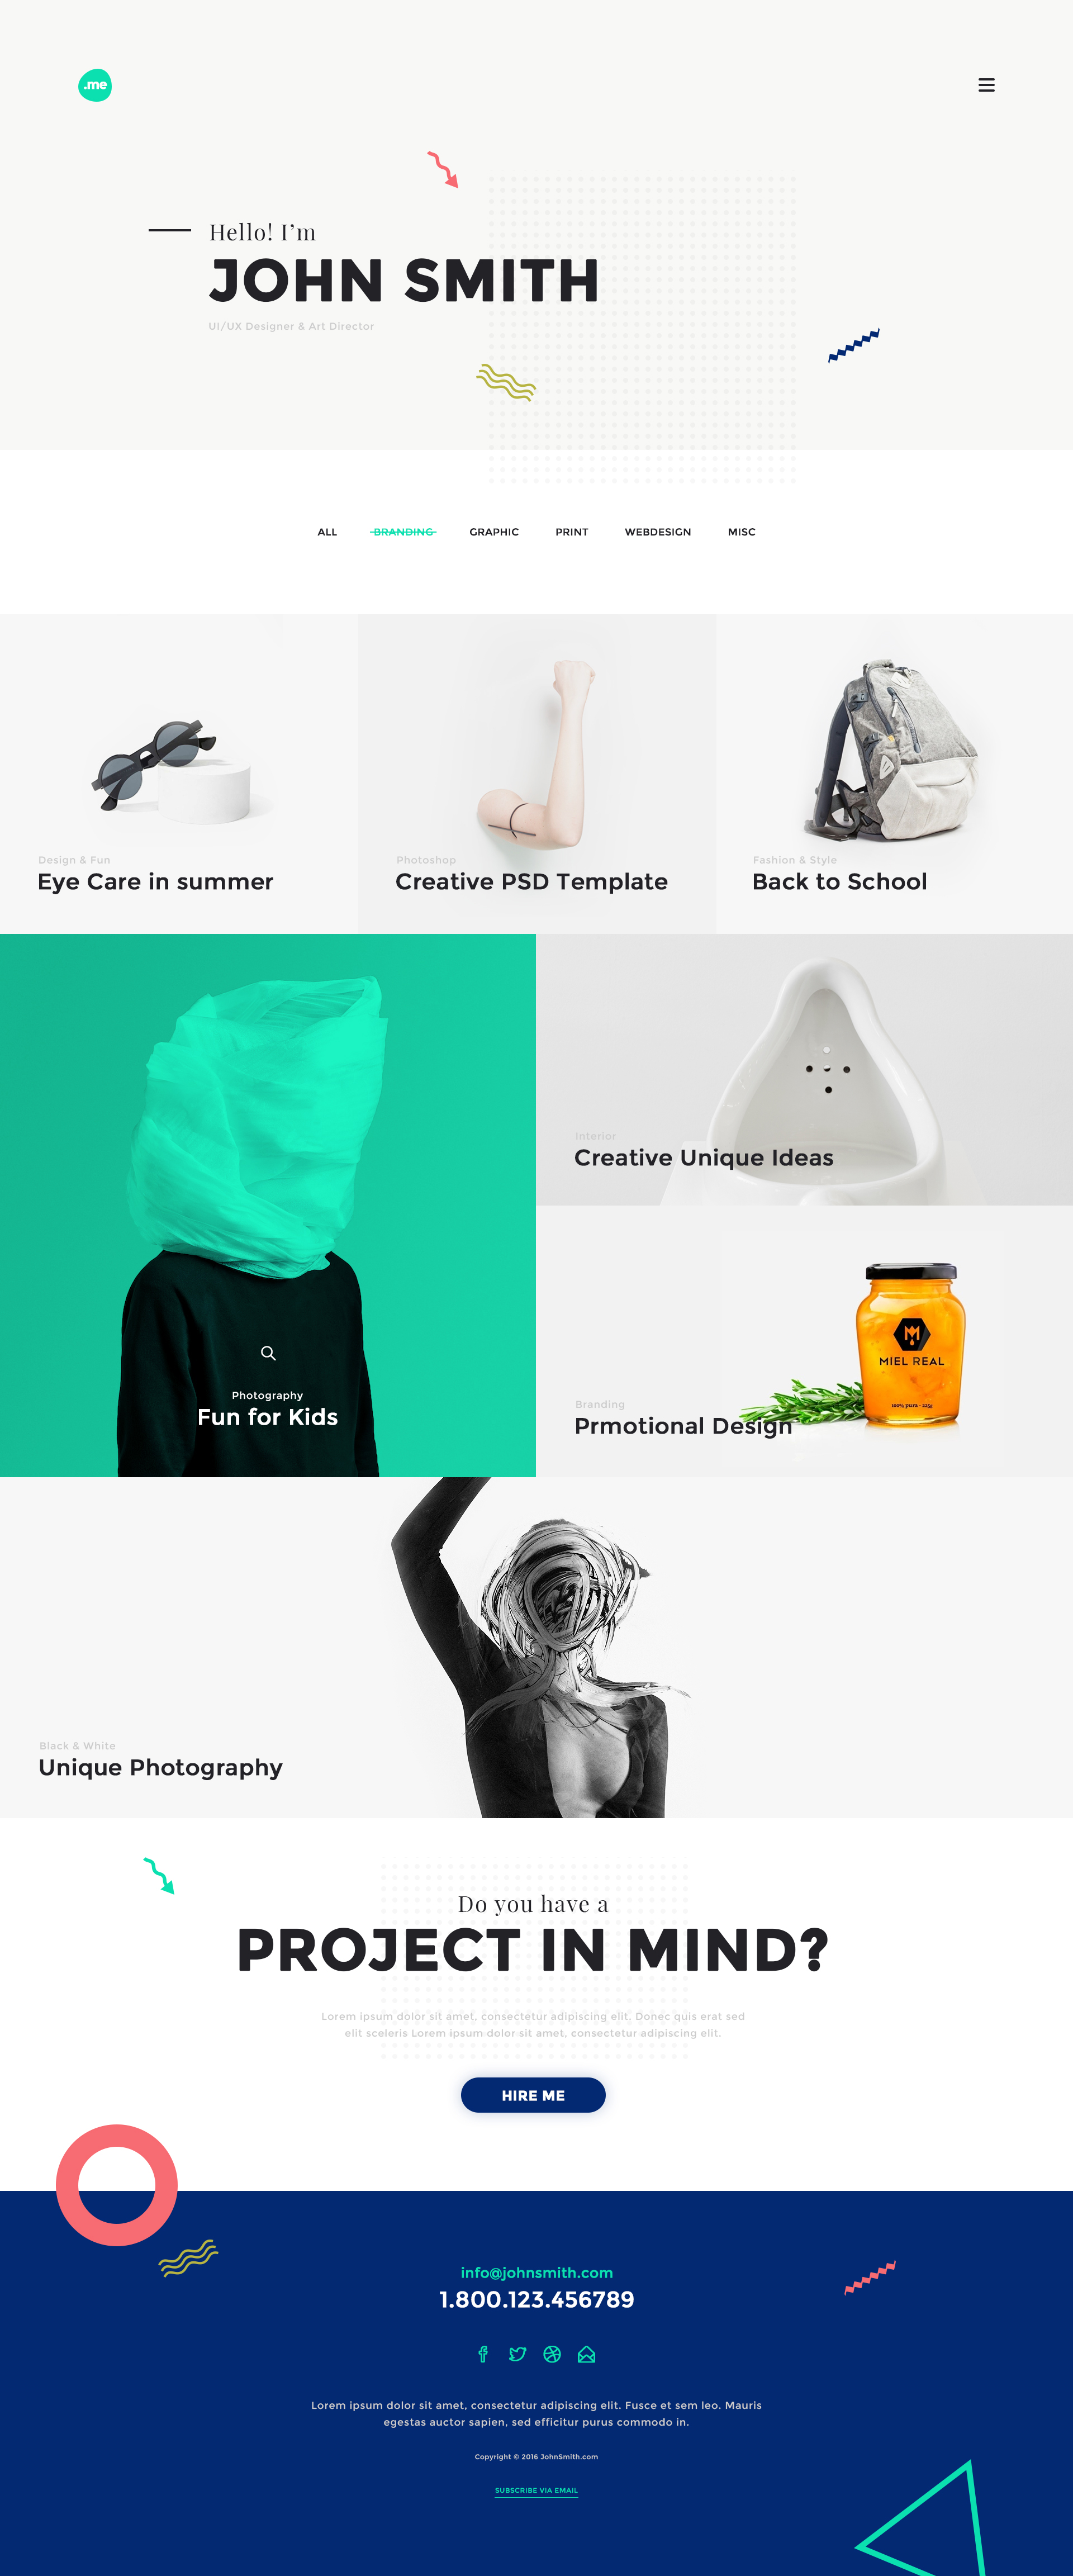 .me
Hello! I'm
JOHN SMITH
UI/UX Designer & Art Director
ALL BRANDING GRAPHIC PRINT WEBDESIGN MISC
Design & Fun
Eye Care in summer
Photoshop
Creative PSD Template
Fashion & Style
Back to School
Interior
Creative Unique Ideas
MIEL REAL
100% pura - 225g
Branding
Prmotional Design
Photography
Fun for Kids
Black & White
Unique Photography
Do you have a
PROJECT IN MIND?
Lorem ipsum dolor sit amet, consectetur adipiscing elit. Donec quis erat sed
elit sceleris Lorem ipsum dolor sit amet, consectetur adipiscing elit.
HIRE ME
info@johnsmith.com
1.800.123.456789
Lorem ipsum dolor sit amet, consectetur adipiscing elit. Fusce et sem leo. Mauris
egestas auctor sapien, sed efficitur purus commodo in.
Copyright © 2016 JohnSmith.com
SUBSCRIBE VIA EMAIL